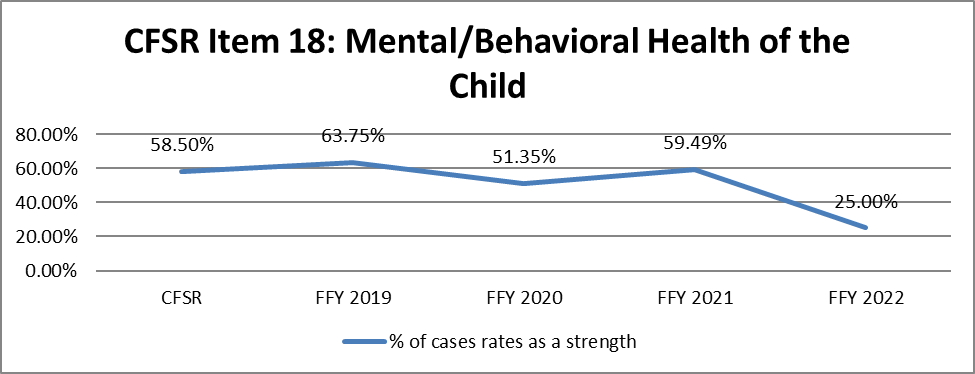 CFSR Item 18: Mental/Behavioral Health of the
Child
80.00%
60.00%
40.00%
20.00%
0.00%
58.50%
63.75%
51.35%
59.49%
25.00%
CFSR
FFY 2019
FFY 2020
FFY 2021
FFY 2022
% of cases rates as a strength